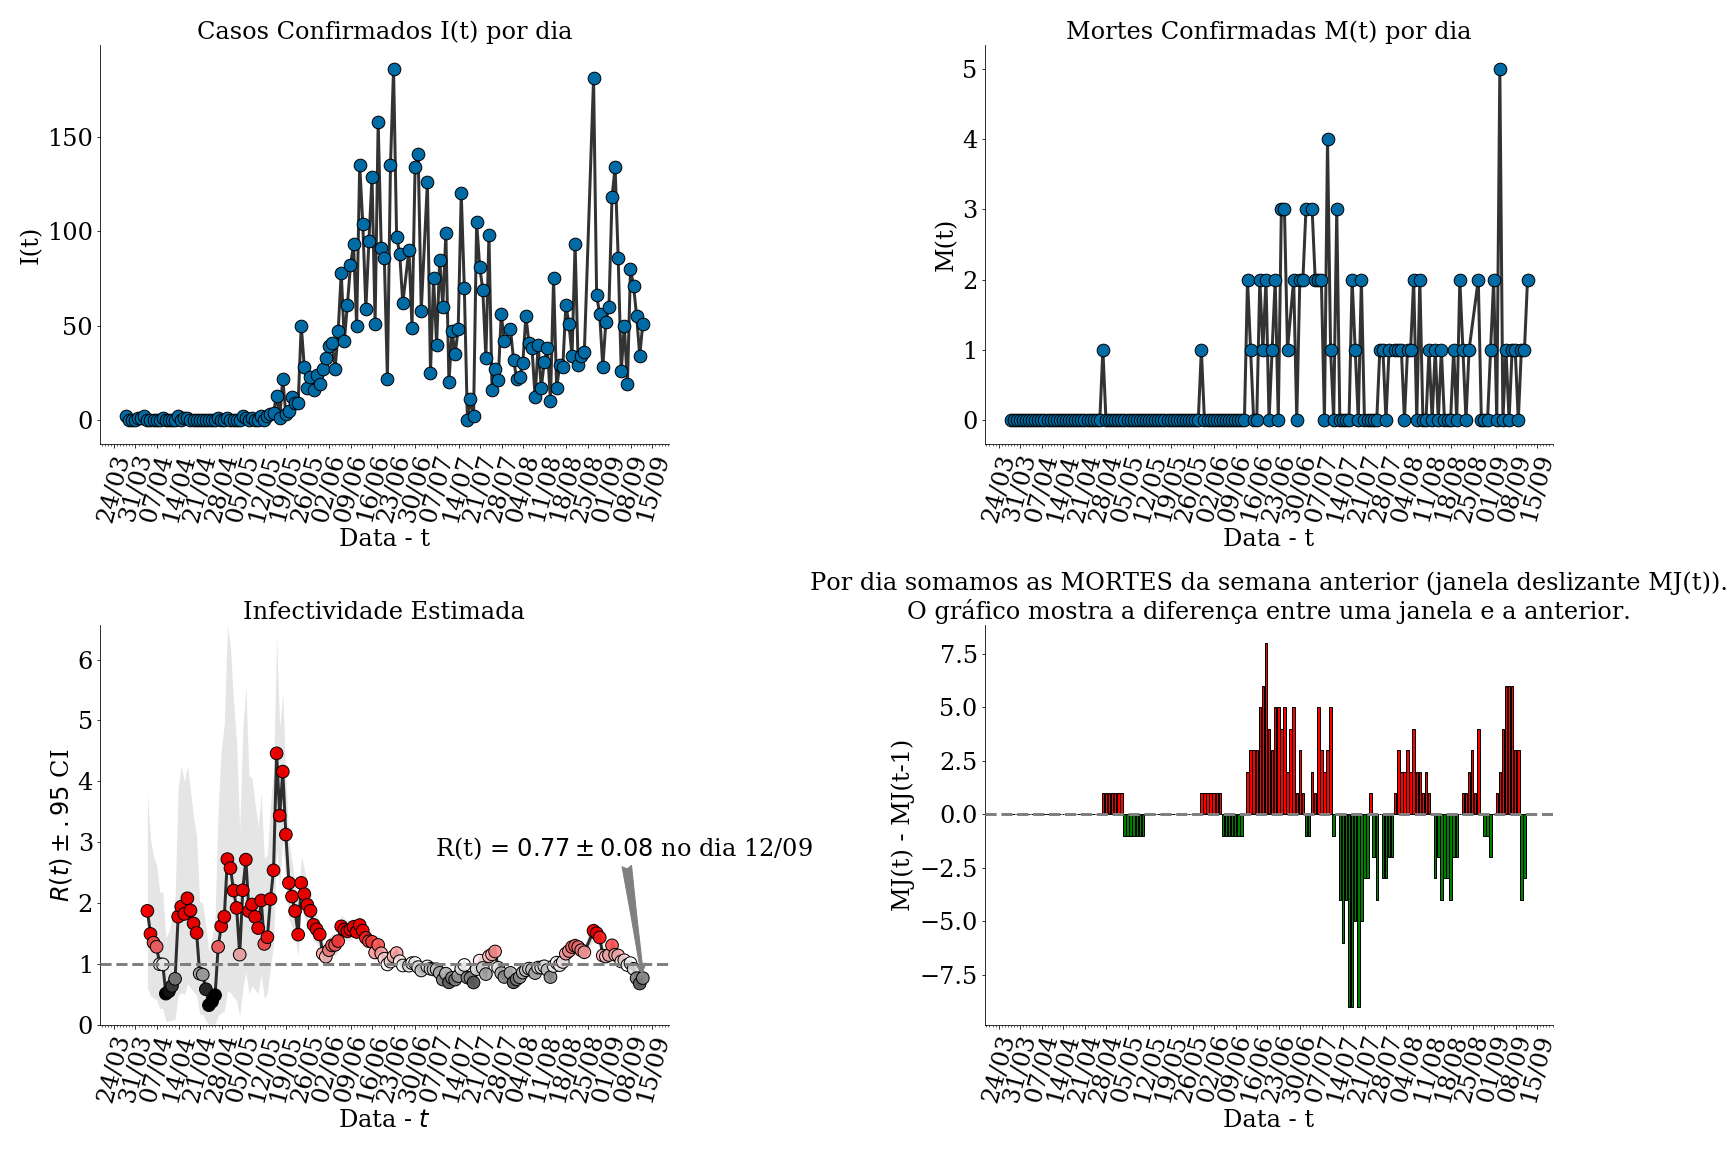 Casos Confirmados I(t) por dia
I(t)
150
100
50
0
24/03 31/03 07/04 14/04 21/04 28/04 05/05 12/05 19/05 26/05 02/06 09/06 16/06 23/06 30/06 07/07 14/07 21/07 28/07 04/08 11/08 18/08 25/08 01/09 08/09 15/09
Data - t
Mortes Confirmadas M(t) por dia
M(t)
5
4
3
2
1
0
24/03 31/03 07/04 14/04 21/04 28/04 05/05 12/05 19/05 26/05 02/06 09/06 16/06 23/06 30/06 07/07 14/07 21/07 28/07 04/08 11/08 18/08 25/08 01/09 08/09 15/09
Data - t
Infectividade Estimada
R(t) ± .95 CI
6
5
4
3
2
1
0
R(t) = 0.77 ± 0.08 no dia 12/09
24/03 31/03 07/04 14/04 21/04 28/04 05/05 12/05 19/05 26/05 02/06 09/06 16/06 23/06 30/06 07/07 14/07 21/07 28/07 04/08 11/08 18/08 25/08 01/09 08/09 15/09
Data - t
Por dia somamos as MORTES da semana anterior (janela deslizante MJ(t)).
O gráfico mostra a diferença entre uma janela e a anterior.
MJ(t) - MJ(t-1)
7.5
5.0
2.5
0.0
−2.5
−5.0
−7.5
24/03 31/03 07/04 14/04 21/04 28/04 05/05 12/05 19/05 26/05 02/06 09/06 16/06 23/06 30/06 07/07 14/07 21/07 28/07 04/08 11/08 18/08 25/08 01/09 08/09 15/09
Data - t